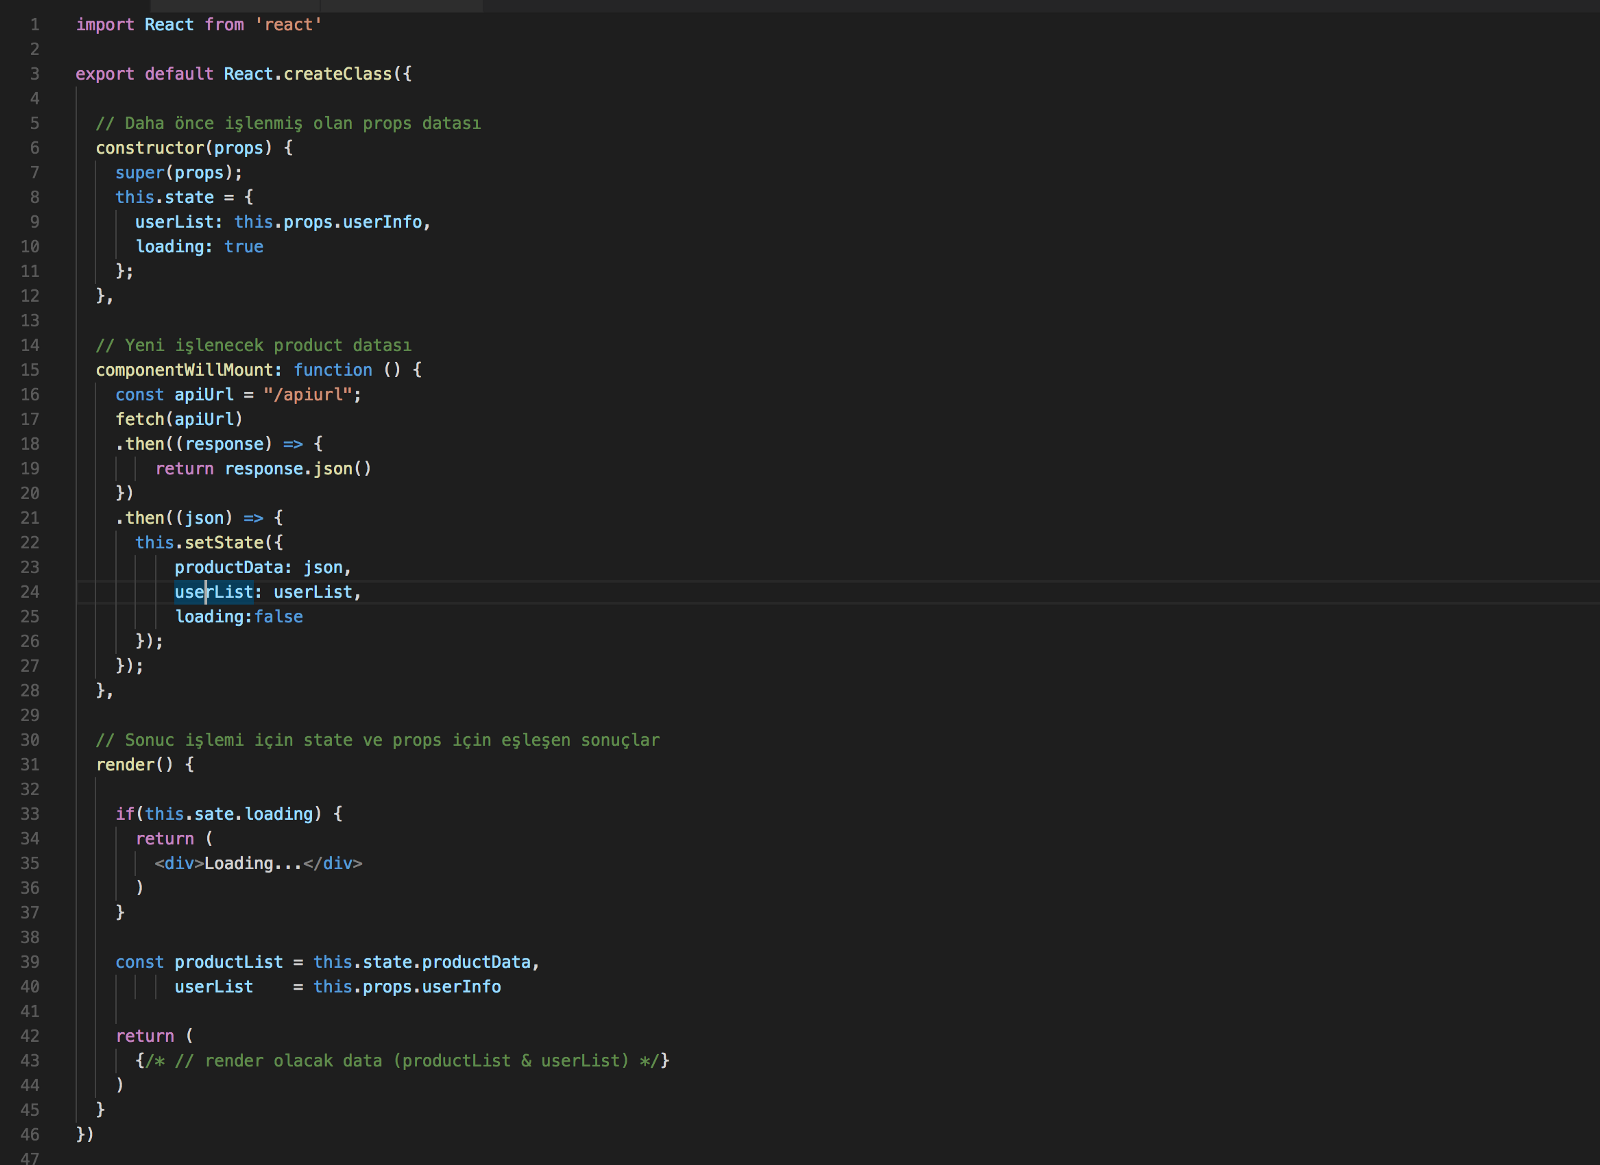 1 import React from 'react'
2
3 export default React.createClass({
4
5 // Daha önce işlenmiş olan props datası
6 constructor(props) {
7 super(props);
8 this.state = {
9 userList: this.props.userInfo,
10 loading: true
11 };
12 },
13
14 // Yeni işlenecek product datası
15 componentWillMount: function () {
16 const apiUrl = "/apiurl";
17 fetch(apiUrl)
18 .then((response) => {
19 return response.json()
20 })
21 .then((json) => {
22 this.setState({
23 productData: json,
24 userList: userList,
25 loading:false
26 });
27 });
28 },
29
30 // Sonuc işlemi için state ve props için eşleşen sonuçlar
31 render() {
32
33 if(this.sate.loading) {
34 return (
35 <div>Loading...</div>
36 )
37 }
38
39 const productList = this.state.productData,
40 userList = this.props.userInfo
41
42 return (
43 {/* // render olacak data (productList & userList) */}
44 )
45 }
46 })
47